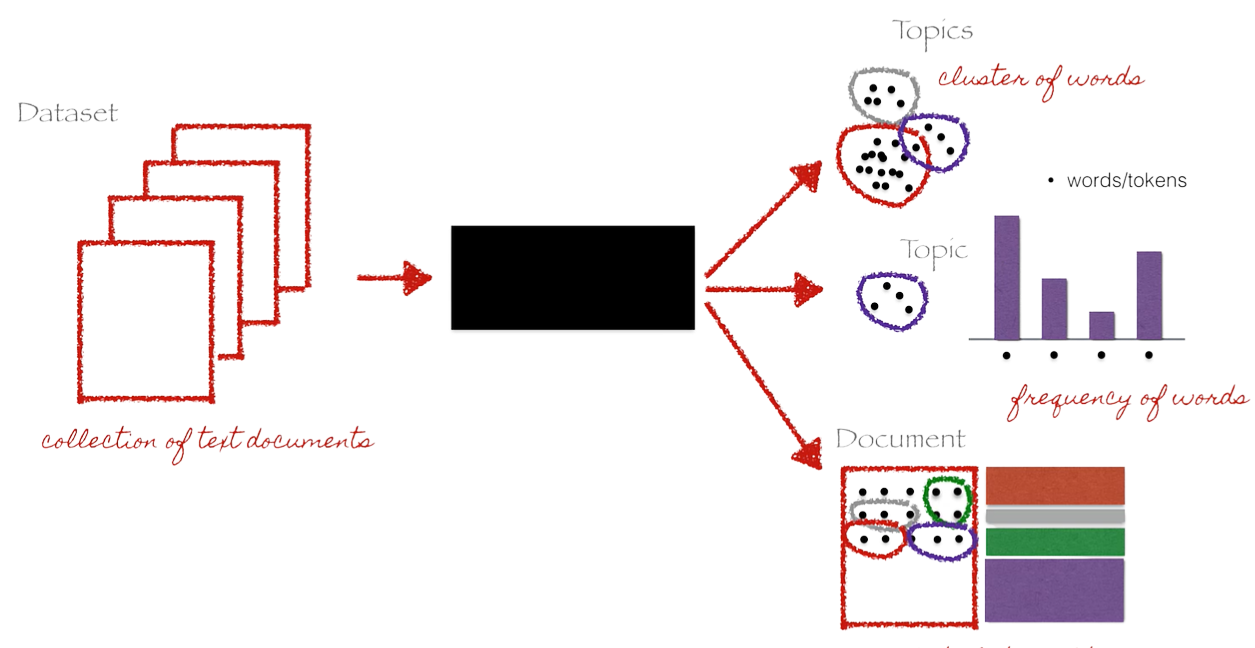 Topics
cluster of words
Dataset
words/tokens
Topic
frequency of words
collection of text documents
Document